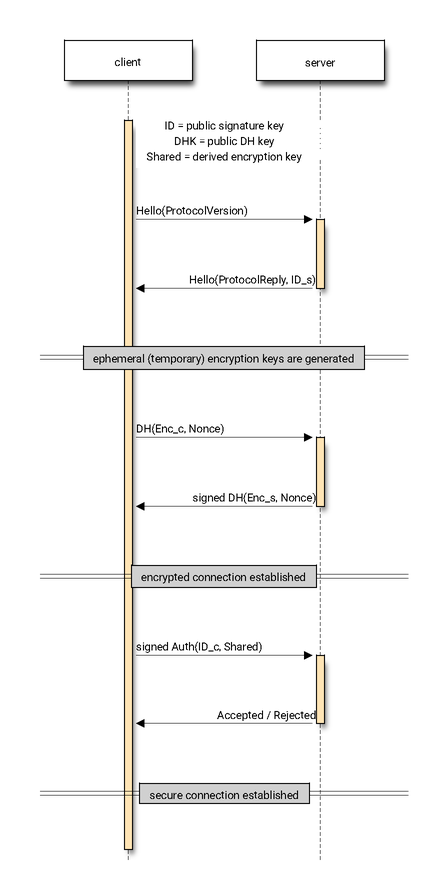 client
server
ID = public signature key
DHK = public DH key
Shared = derived encryption key
Hello(ProtocolVersion)
Hello(ProtocolReply, ID_s)
ephemeral (temporary) encryption keys are generated
DH(Enc_c, Nonce)
signed DH(Enc_s, Nonce)
encrypted connection established
signed Auth(ID_c, Shared)
Accepted / Rejected
secure connection established